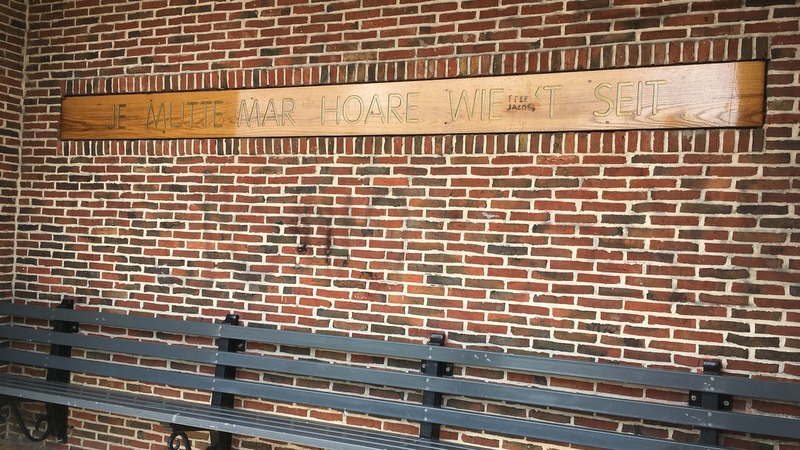 JE MUTTE MAR HOARE WIE 'T SEIT
FREE
JACOB